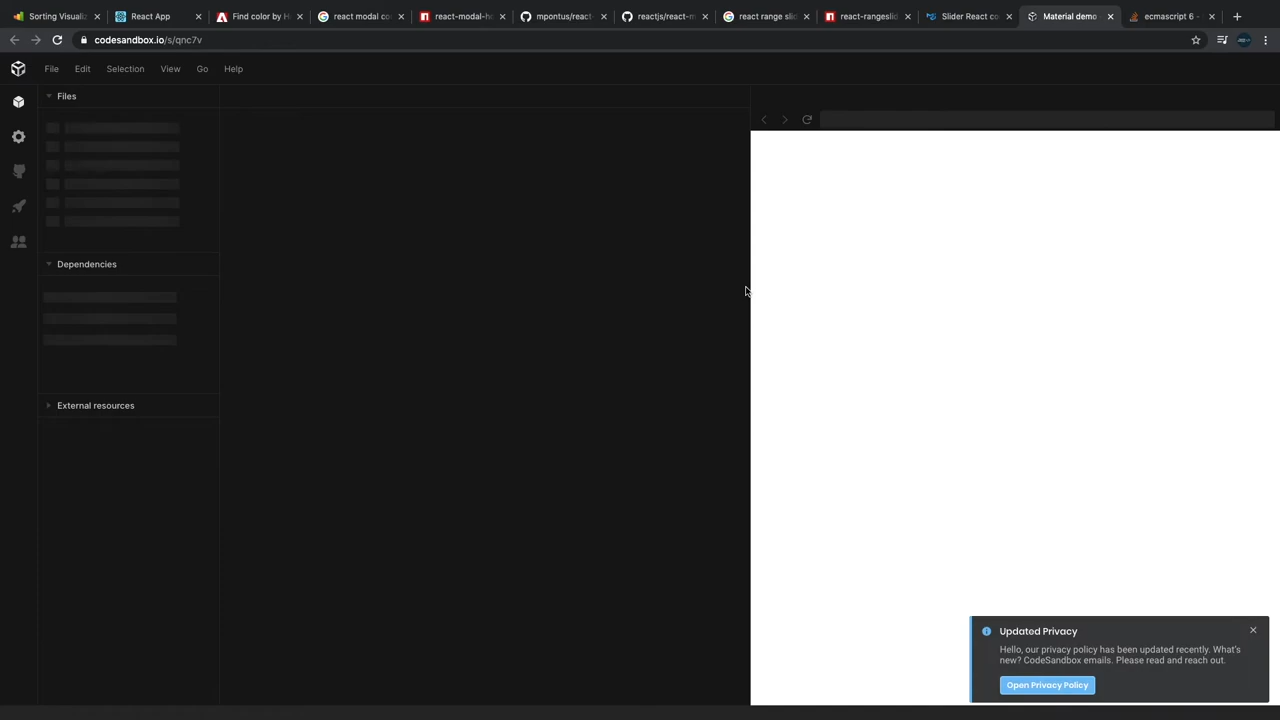 Sorting Visualiz
React App
Find color by H
react modal co
react-modal-ho
mpontus/react-
reactjs/react-m
react range slid
react-rangeslid
Slider React co
Material demo
ecmascript 6 -
codesandbox.io/s/qnc7v
File
Edit
Selection
View
Go
Help
Files
Dependencies
External resources
Updated Privacy
Hello, our privacy policy has been updated recently. What's
new? CodeSandbox emails. Please read and reach out.
Open Privacy Policy